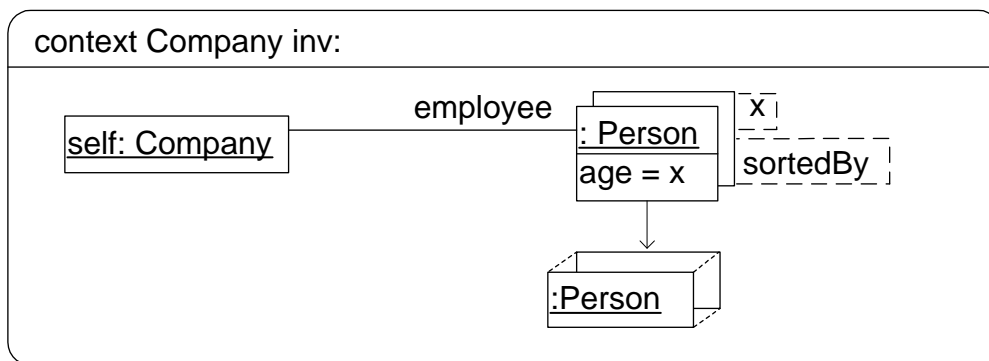 context Company inv:
employee
x
self: Company
: Person
age = x
sortedBy
:Person